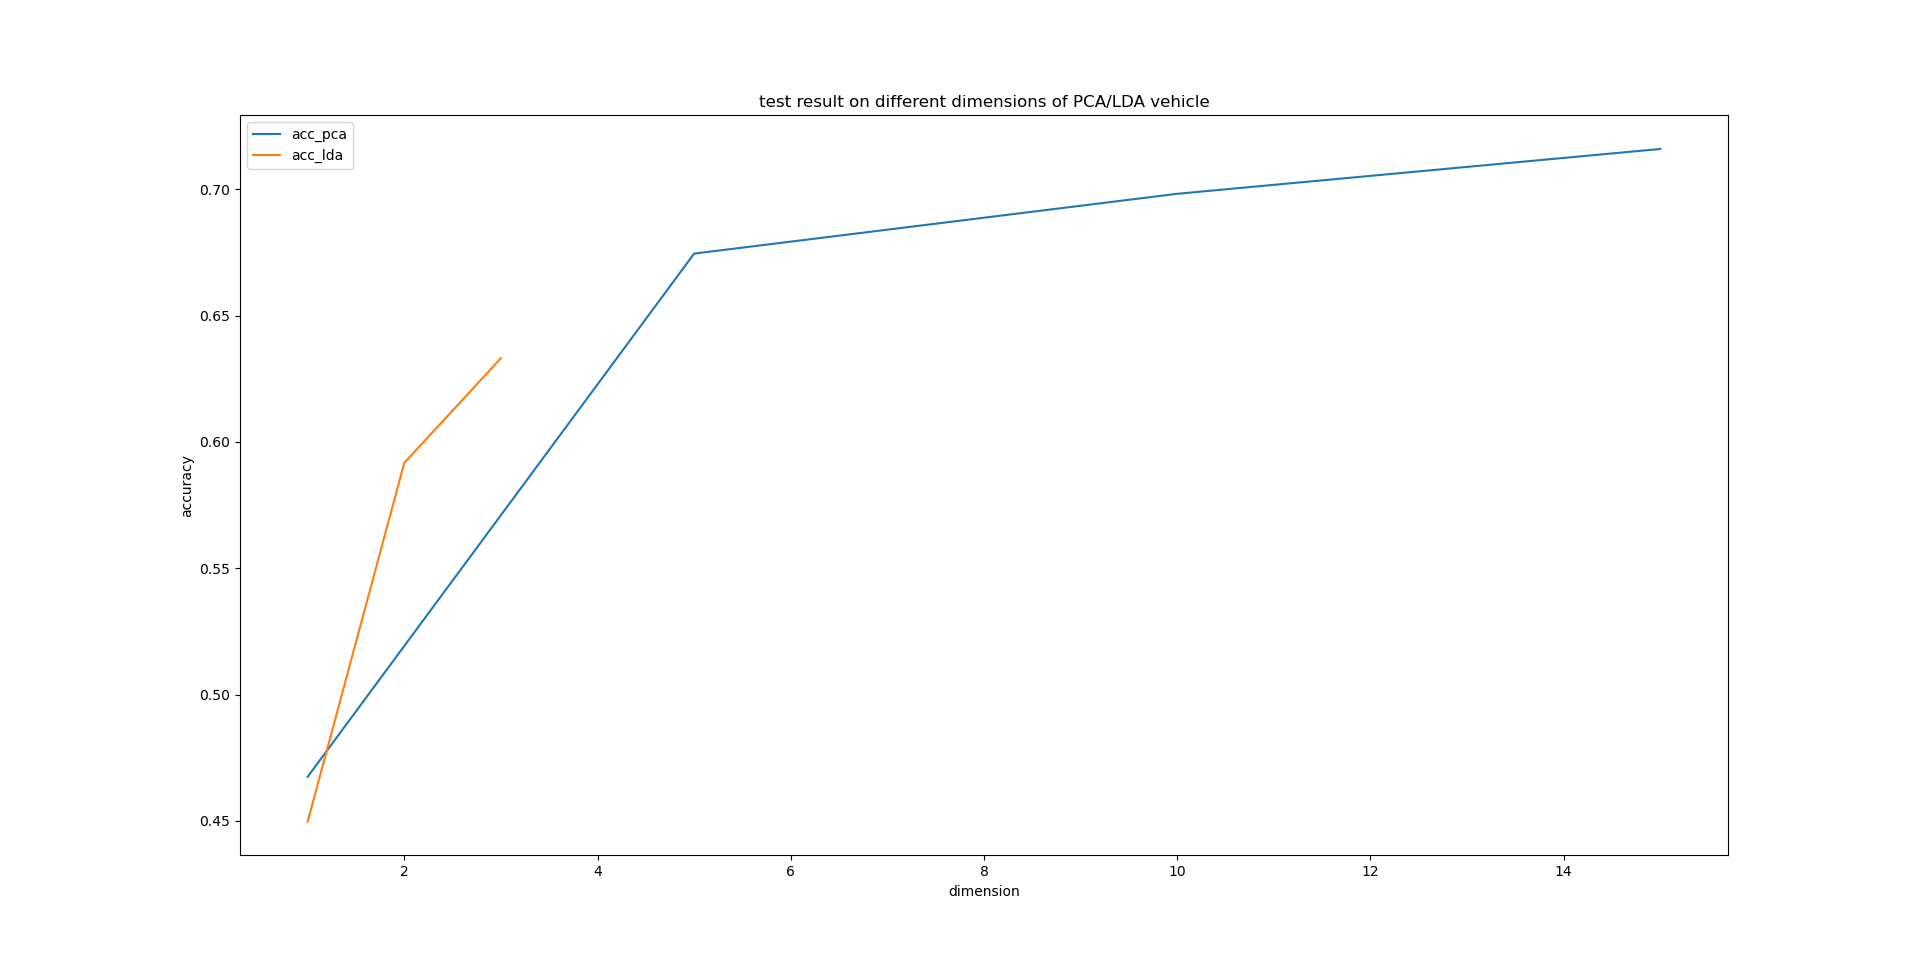 test result on different dimensions of PCA/LDA vehicle
acc_pca
acc_lda
0.70
0.65
0.60
0.55
0.50
0.45
accuracy
2 4 6 8 10 12 14
dimension